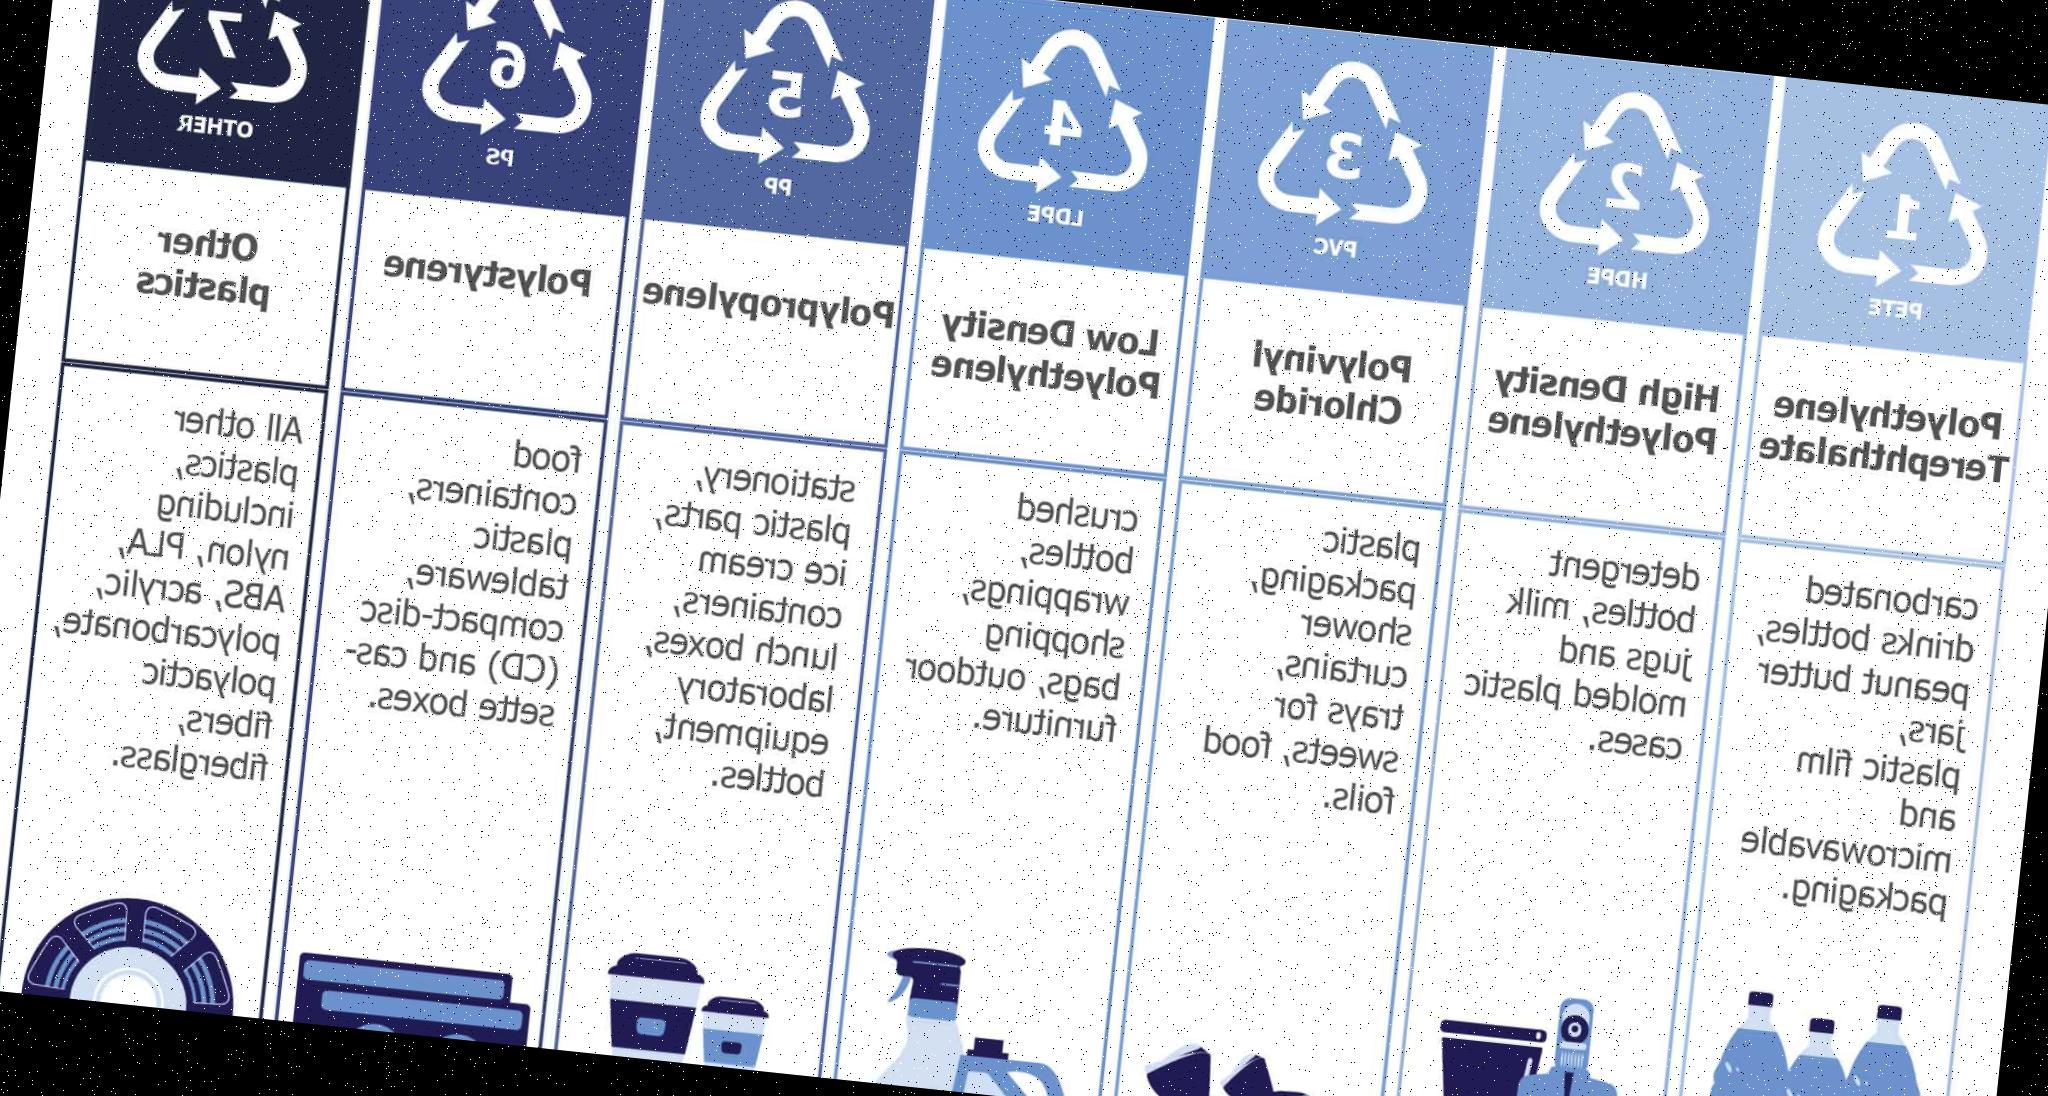 1
PETE
Polyethylene
Terephthalate
carbonated
drinks bottles,
peanut butter
jars,
plastic film
and
microwavable
packaging.
2
HDPE
High Density
Polyethylene
detergent
bottles, milk
jugs and
molded plastic
cases.
3
PVC
Polyvinyl
Chloride
plastic
packaging,
shower
curtains,
trays for
sweets, food
foils.
4
LDPE
Low Density
Polyethylene
crushed
bottles,
wrappings,
shopping
bags, outdoor
furniture.
5
PP
Polypropylene
stationery,
plastic parts,
ice cream
containers,
lunch boxes,
laboratory
equipment,
bottles.
6
PS
Polystyrene
food
containers,
plastic
tableware,
compact-disc
(CD) and cas-
sette boxes.
7
OTHER
Other
plastics
All other
plastics,
including
nylon, PLA,
ABS, acrylic,
polycarbonate,
polyactic
fibers,
fiberglass.